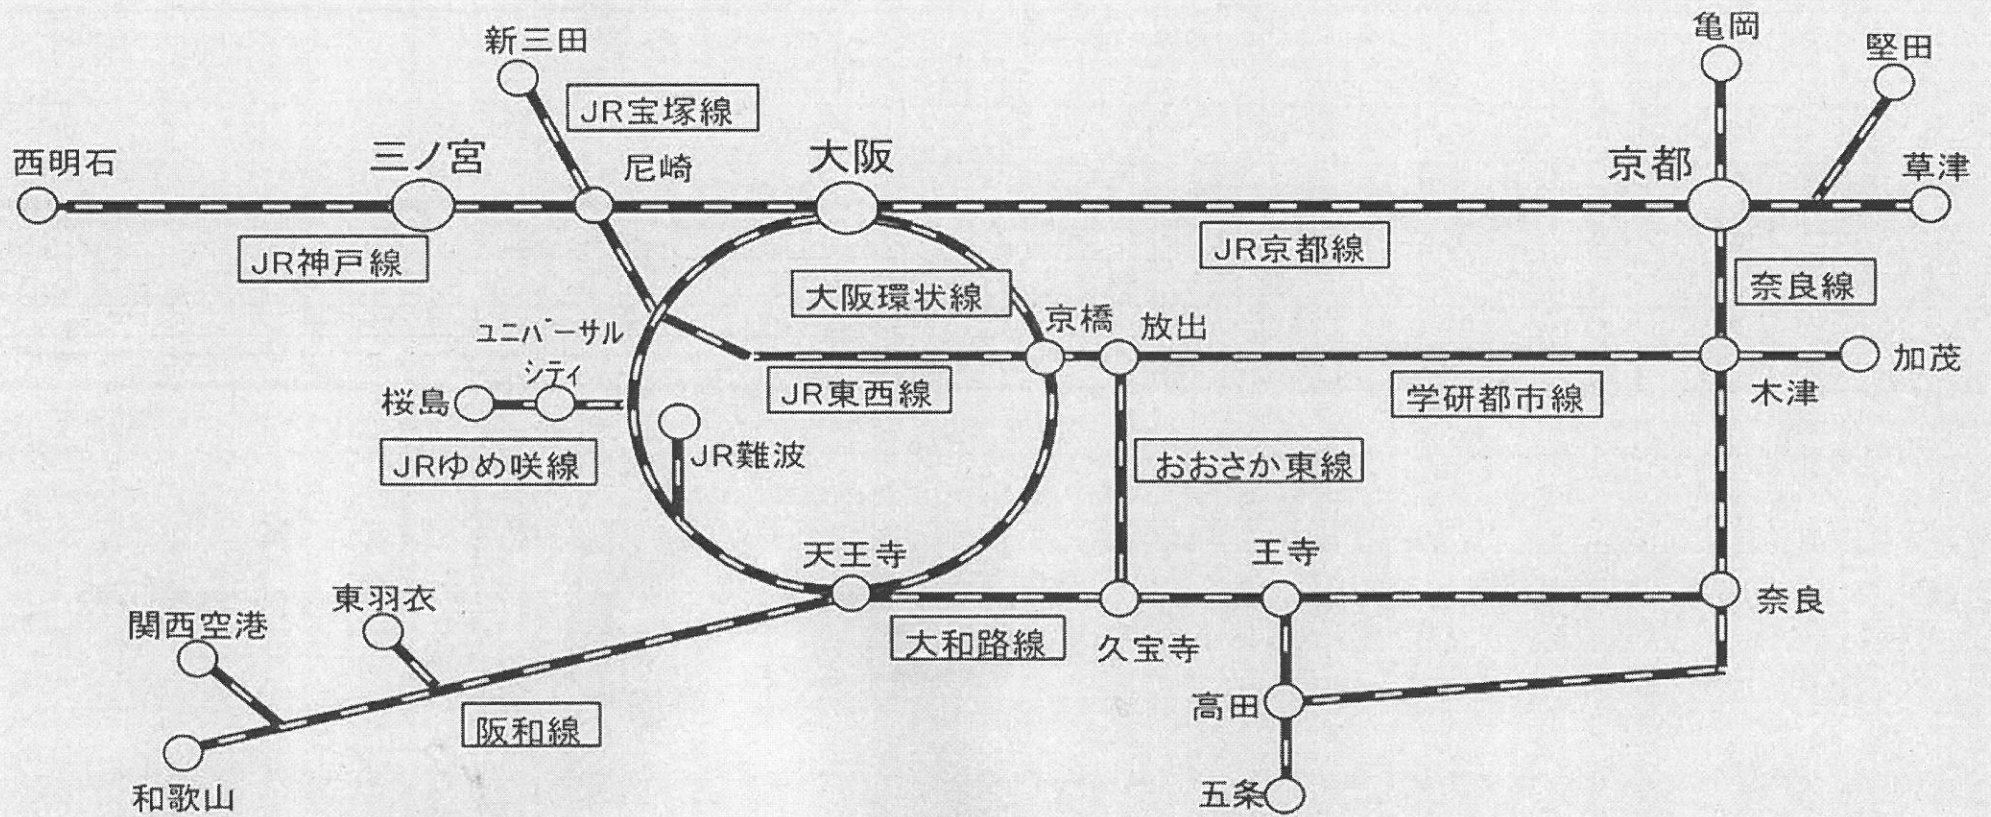 新三田
亀岡
堅田
JR宝塚線
西明石
三ノ宮
尼崎
大阪
京都
草津
JR神戸線
大阪環状線
JR京都線
奈良線
ユニバーサル
シティ
京橋
放出
加茂
桜島
JR東西線
学研都市線
木津
JRゆめ咲線
JR難波
おおさか東線
天王寺
王寺
関西空港
東羽衣
大和路線
久宝寺
奈良
阪和線
高田
和歌山
五条